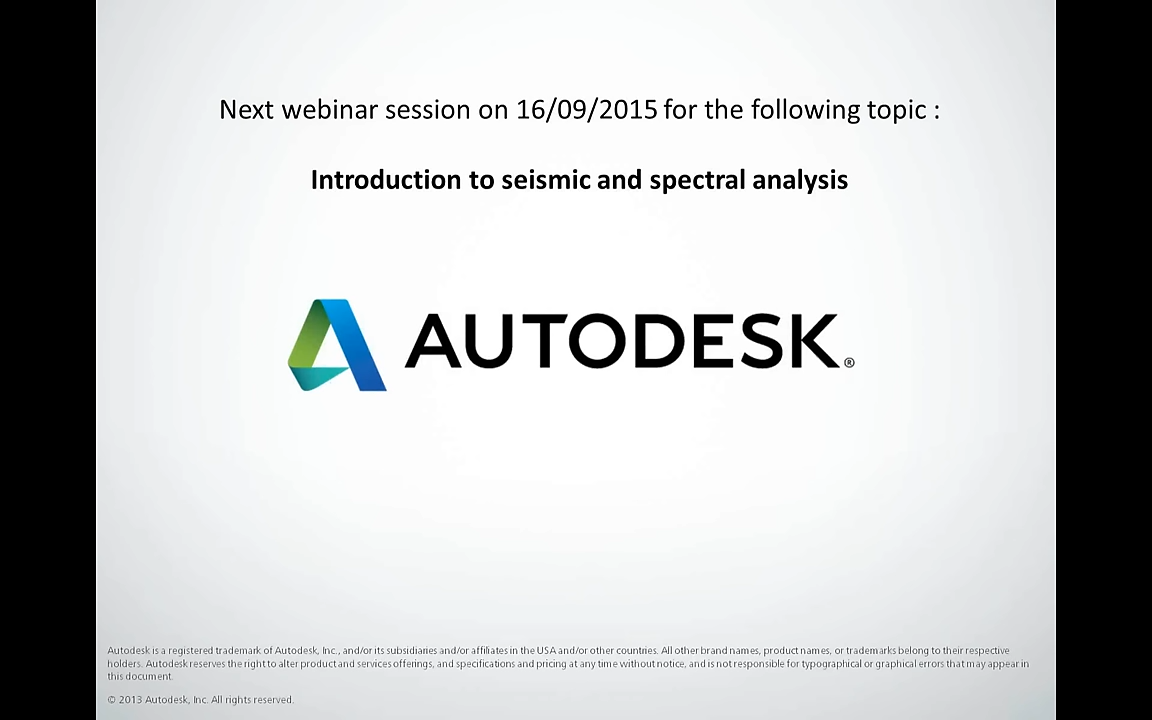 Next webinar session on 16/09/2015 for the following topic :
Introduction to seismic and spectral analysis
AUTODESK®
Autodesk is a registered trademark of Autodesk, Inc., and/or its subsidiaries and/or affiliates in the USA and/or other countries. All other brand names, product names, or trademarks belong to their respective
holders. Autodesk reserves the right to alter product and services offerings, and specifications and pricing at any time without notice, and is not responsible for typographical or graphical errors that may appear in
this document.
© 2013 Autodesk, Inc. All rights reserved.